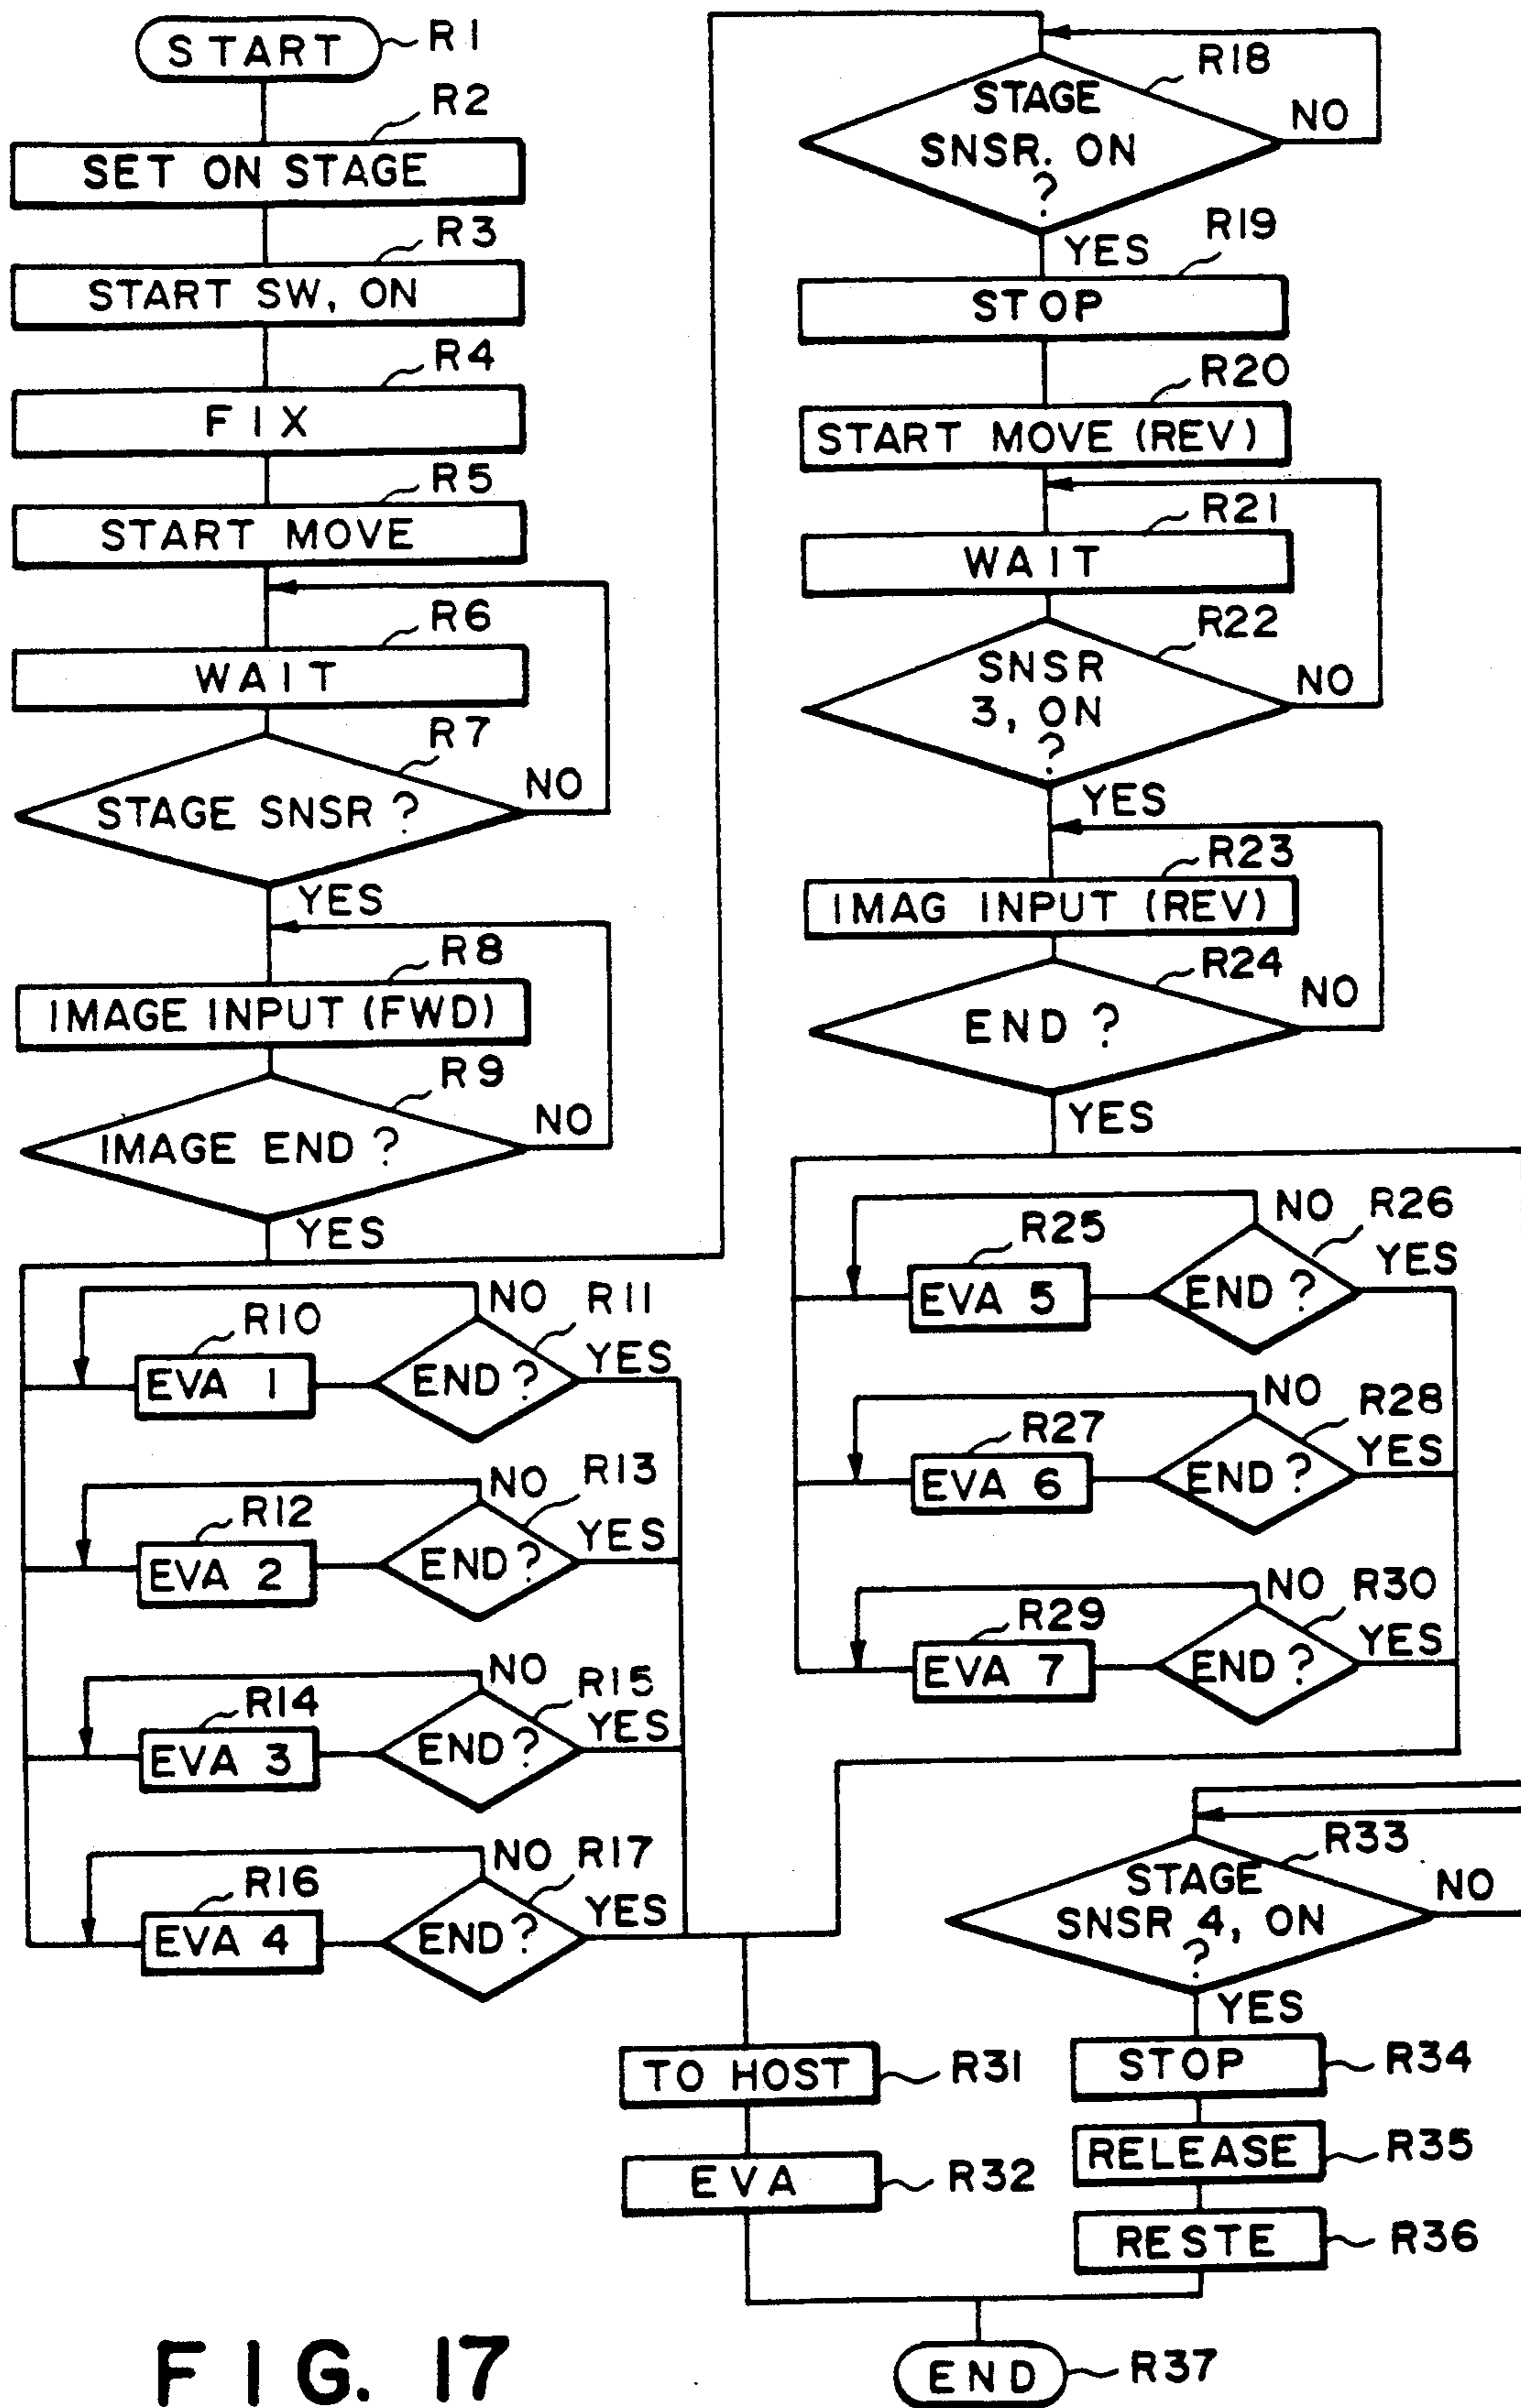 START
R1
R2
SET ON STAGE
R3
START SW, ON
R4
FIX
R5
START MOVE
R6
WAIT
R7
STAGE SNSR ?
NO
YES
R8
IMAGE INPUT (FWD)
R9
IMAGE END ?
NO
YES
R10
EVA 1
NO
R11
END ?
YES
R12
EVA 2
NO
R13
END ?
YES
R14
EVA 3
NO
R15
END ?
YES
R16
EVA 4
NO
R17
END ?
YES
R18
STAGE
SNSR. ON
?
NO
YES
R19
STOP
R20
START MOVE (REV)
R21
WAIT
R22
SNSR
3, ON
?
NO
YES
R23
IMAG INPUT (REV)
R24
END ?
NO
YES
R25
EVA 5
NO
R26
END ?
YES
R27
EVA 6
NO
R28
END ?
YES
R29
EVA 7
NO
R30
END ?
YES
TO HOST
R31
EVA
R32
R33
STAGE
SNSR 4, ON
?
NO
YES
STOP
R34
RELEASE
R35
RESTE
R36
END
R37
FIG. 17